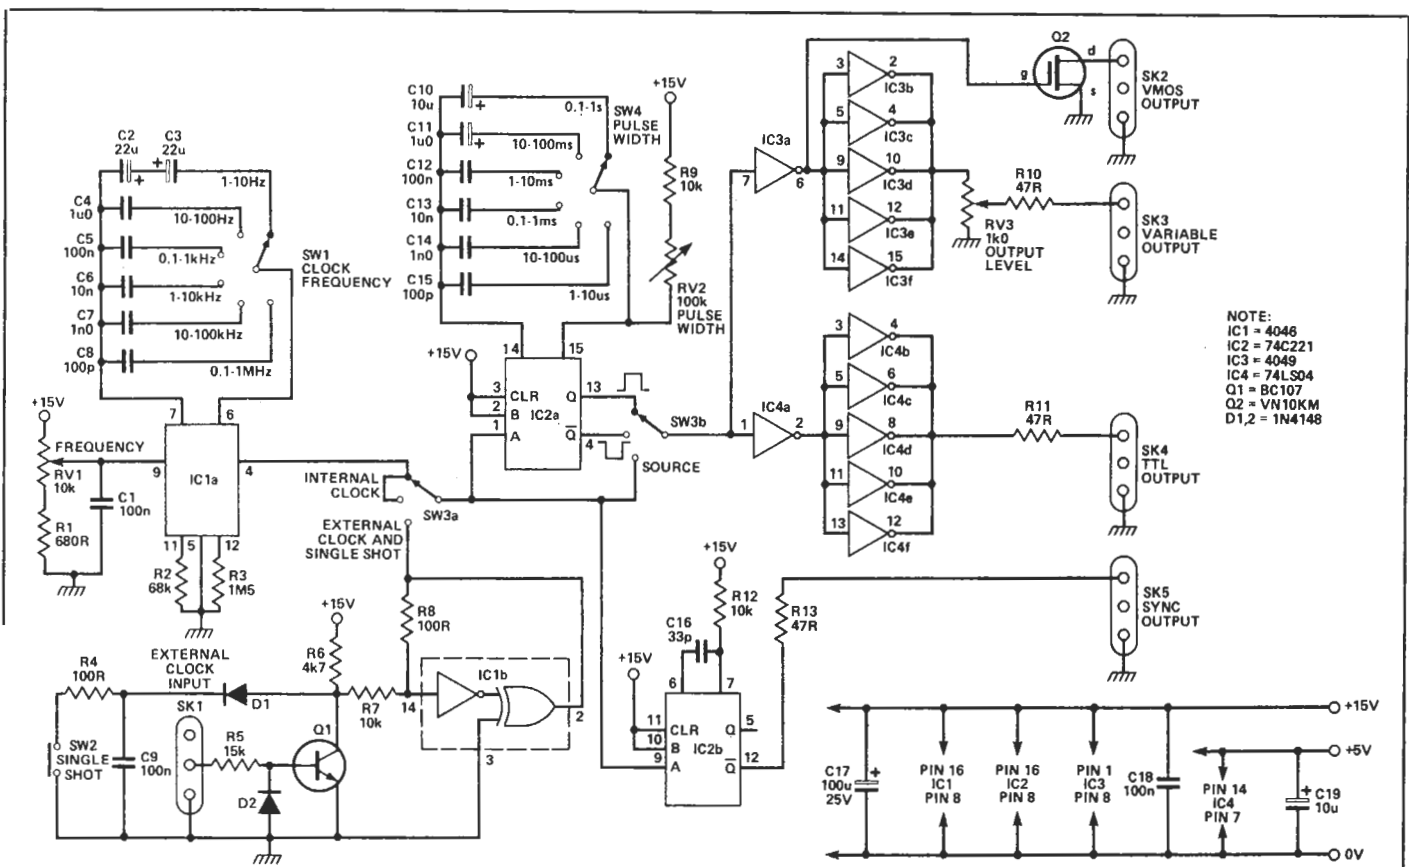 C2
22u
C3
22u
+
+
1-10Hz
C4
1u0
10-100Hz
C5
100n
0.1-1kHz
C6
10n
1-10kHz
C7
1n0
10-100kHz
C8
100p
0.1-1MHz
SW1
CLOCK
FREQUENCY
+15V
FREQUENCY
RV1
10k
R1
680R
C1
100n
7
6
9
IC1a
4
11
5
12
R2
68k
R3
1M5
C10
10u
+
0.1-1s
C11
1u0
+
10-100ms
C12
100n
1-10ms
C13
10n
0.1-1ms
C14
1n0
10-100us
C15
100p
1-10us
SW4
PULSE
WIDTH
+15V
R9
10k
RV2
100k
PULSE
WIDTH
+15V
14
15
3
CLR
Q
13
2
B
IC2a
1
A
Q̅
4
SW3b
SOURCE
INTERNAL
CLOCK
SW3a
EXTERNAL
CLOCK AND
SINGLE SHOT
IC3a
7
6
3
2
IC3b
5
4
IC3c
9
10
IC3d
11
12
IC3e
14
15
IC3f
Q2
g
d
s
SK2
VMOS
OUTPUT
R10
47R
RV3
1k0
OUTPUT
LEVEL
SK3
VARIABLE
OUTPUT
IC4a
1
2
3
4
IC4b
5
6
IC4c
9
8
IC4d
11
10
IC4e
13
12
IC4f
R11
47R
SK4
TTL
OUTPUT
NOTE:
IC1 = 4046
IC2 = 74C221
IC3 = 4049
IC4 = 74LS04
Q1 = BC107
Q2 = VN10KM
D1,2 = 1N4148
R4
100R
EXTERNAL
CLOCK
INPUT
SK1
D1
SW2
SINGLE
SHOT
C9
100n
R5
15k
D2
Q1
+15V
R6
4k7
R7
10k
R8
100R
14
IC1b
2
3
+15V
R12
10k
C16
33p
+15V
R13
47R
6
7
11
CLR
Q
5
10
B
IC2b
9
A
Q̅
12
SK5
SYNC
OUTPUT
+15V
+5V
0V
C17
100u
25V
+
PIN 16
IC1
PIN 8
PIN 16
IC2
PIN 8
PIN 1
IC3
PIN 8
C18
100n
PIN 14
IC4
PIN 7
+
C19
10u